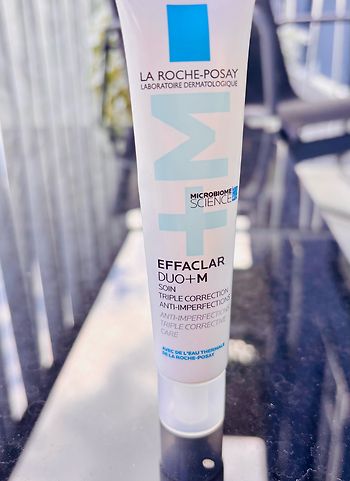 LA ROCHE-POSAY
LABORATOIRE DERMATOLOGIQUE
+M
MICROBIOME
SCIENCE
EFFACLAR
DUO+M
SOIN
TRIPLE CORRECTION
ANTI-IMPERFECTIONS
ANTI-IMPERFECTIONS
TRIPLE CORRECTIVE
CARE
AVEC DE L'EAU THERMALE
DE LA ROCHE-POSAY